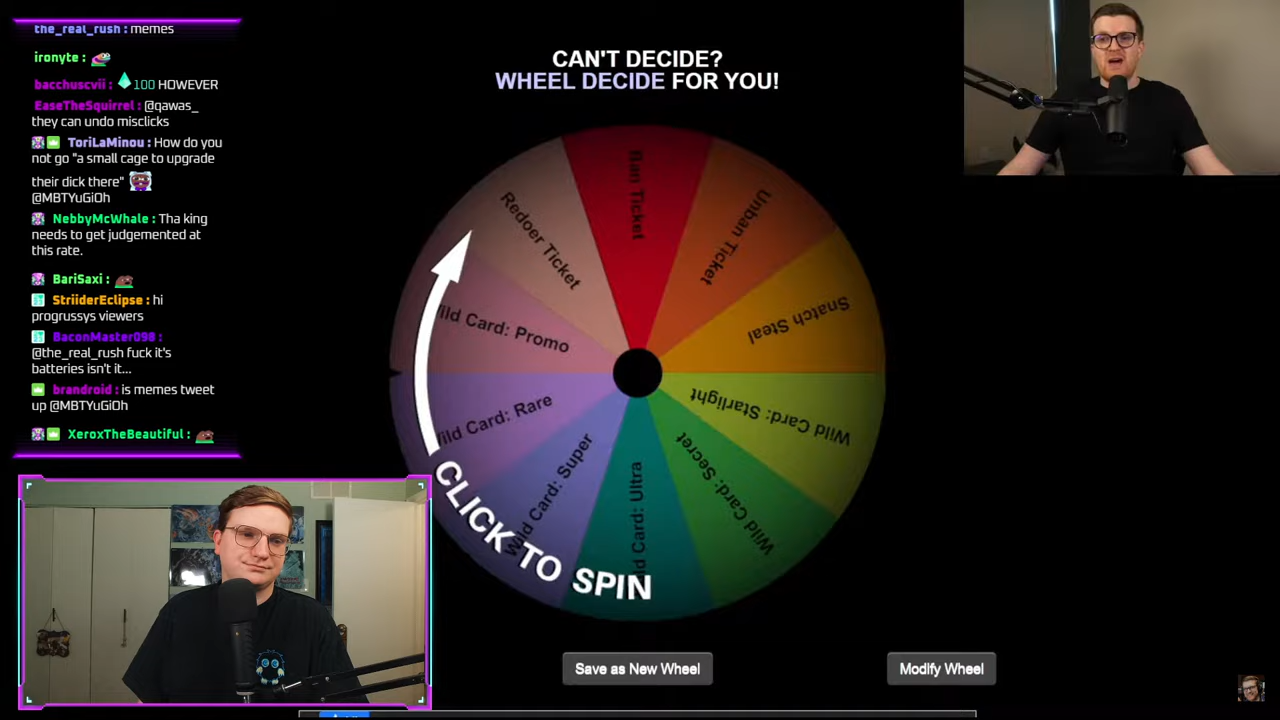 the_real_rush : memes
ironyte :
bacchuscvii : 100 HOWEVER
EaseTheSquirrel : @qawas_
they can undo misclicks
ToriLaMinou : How do you
not go "a small cage to upgrade
their dick there"
@MBTYuGiOh
NebbyMcWhale : Tha king
needs to get judgemented at
this rate.
BariSaxi :
StriiderEclipse : hi
progrussys viewers
BaconMaster098 :
@the_real_rush fuck it's
batteries isn't it...
brandroid : is memes tweet
up @MBTYuGiOh
XeroxTheBeautiful :
CAN'T DECIDE?
WHEEL DECIDE FOR YOU!
Ban Ticket
Unban Ticket
Snatch Steal
Wild Card: Starlight
Wild Card: Secret
ld Card: Ultra
Wild Card: Super
ild Card: Rare
ild Card: Promo
Redoer Ticket
CLICK TO SPIN
Save as New Wheel
Modify Wheel